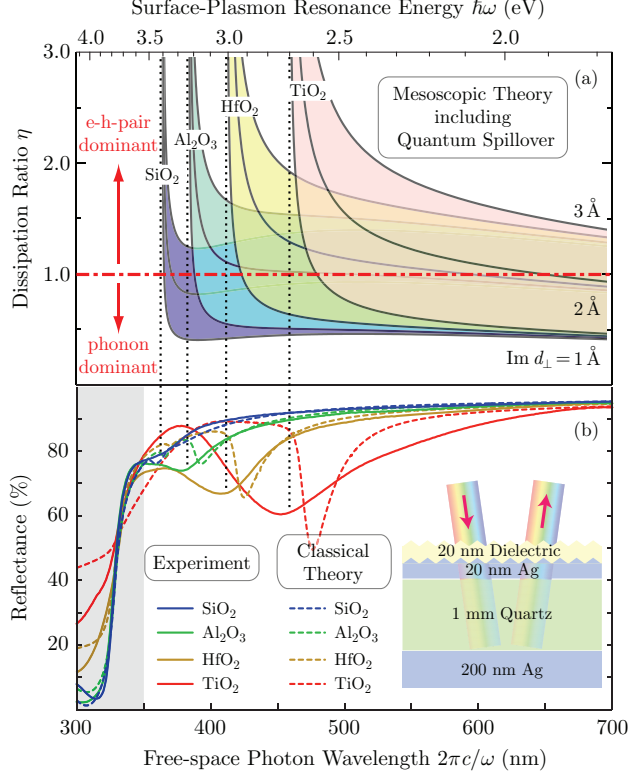 Surface-Plasmon Resonance Energy ℏω (eV)
4.0 3.5 3.0 2.5 2.0
3.0
2.0
1.0
Dissipation Ratio η
(a)
Mesoscopic Theory
including
Quantum Spillover
TiO₂
HfO₂
Al₂O₃
SiO₂
e-h-pair
dominant
phonon
dominant
3 Å
2 Å
Im d⊥ = 1 Å
(b)
Reflectance (%)
80
60
40
20
Experiment
SiO₂
Al₂O₃
HfO₂
TiO₂
Classical
Theory
SiO₂
Al₂O₃
HfO₂
TiO₂
20 nm Dielectric
20 nm Ag
1 mm Quartz
200 nm Ag
300 400 500 600 700
Free-space Photon Wavelength 2πc/ω (nm)